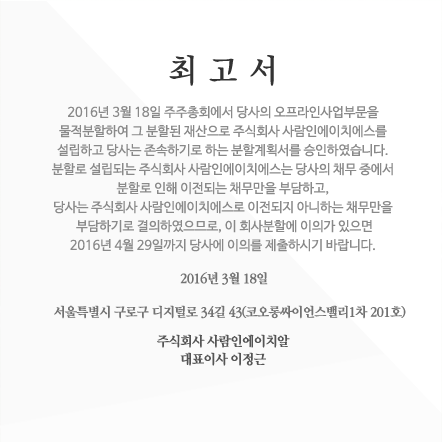 최 고 서
2016년 3월 18일 주주총회에서 당사의 오프라인사업부문을
물적분할하여 그 분할된 재산으로 주식회사 사람인에이치에스를
설립하고 당사는 존속하기로 하는 분할계획서를 승인하였습니다.
분할로 설립되는 주식회사 사람인에이치에스는 당사의 채무 중에서
분할로 인해 이전되는 채무만을 부담하고,
당사는 주식회사 사람인에이치에스로 이전되지 아니하는 채무만을
부담하기로 결의하였으므로, 이 회사분할에 이의가 있으면
2016년 4월 29일까지 당사에 이의를 제출하시기 바랍니다.
2016년 3월 18일
서울특별시 구로구 디지털로 34길 43(코오롱싸이언스밸리1차 201호)
주식회사 사람인에이치알
대표이사 이정근